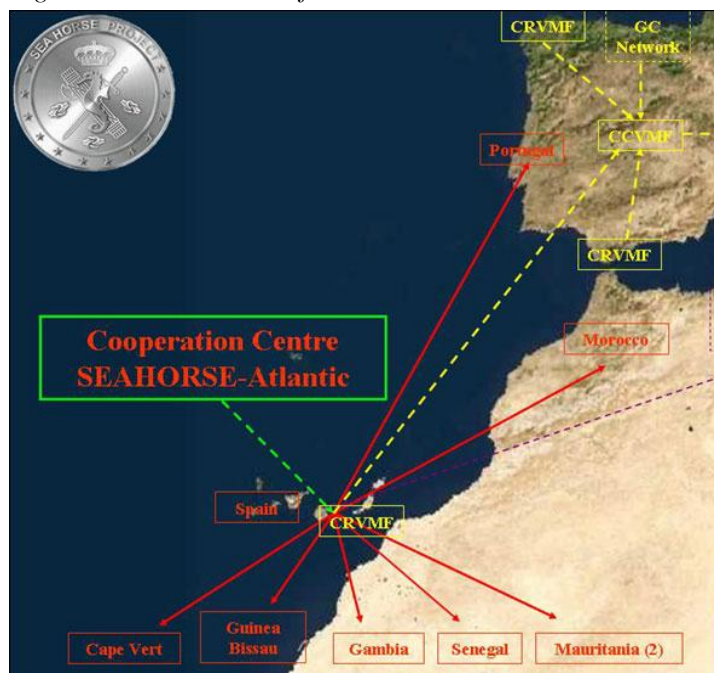 SEAHORSE PROJECT
CRVMF
GC
Network
CCVMF
Portugal
CRVMF
Cooperation Centre
SEAHORSE-Atlantic
Morocco
Spain
CRVMF
Cape Vert
Guinea
Bissau
Gambia
Senegal
Mauritania (2)